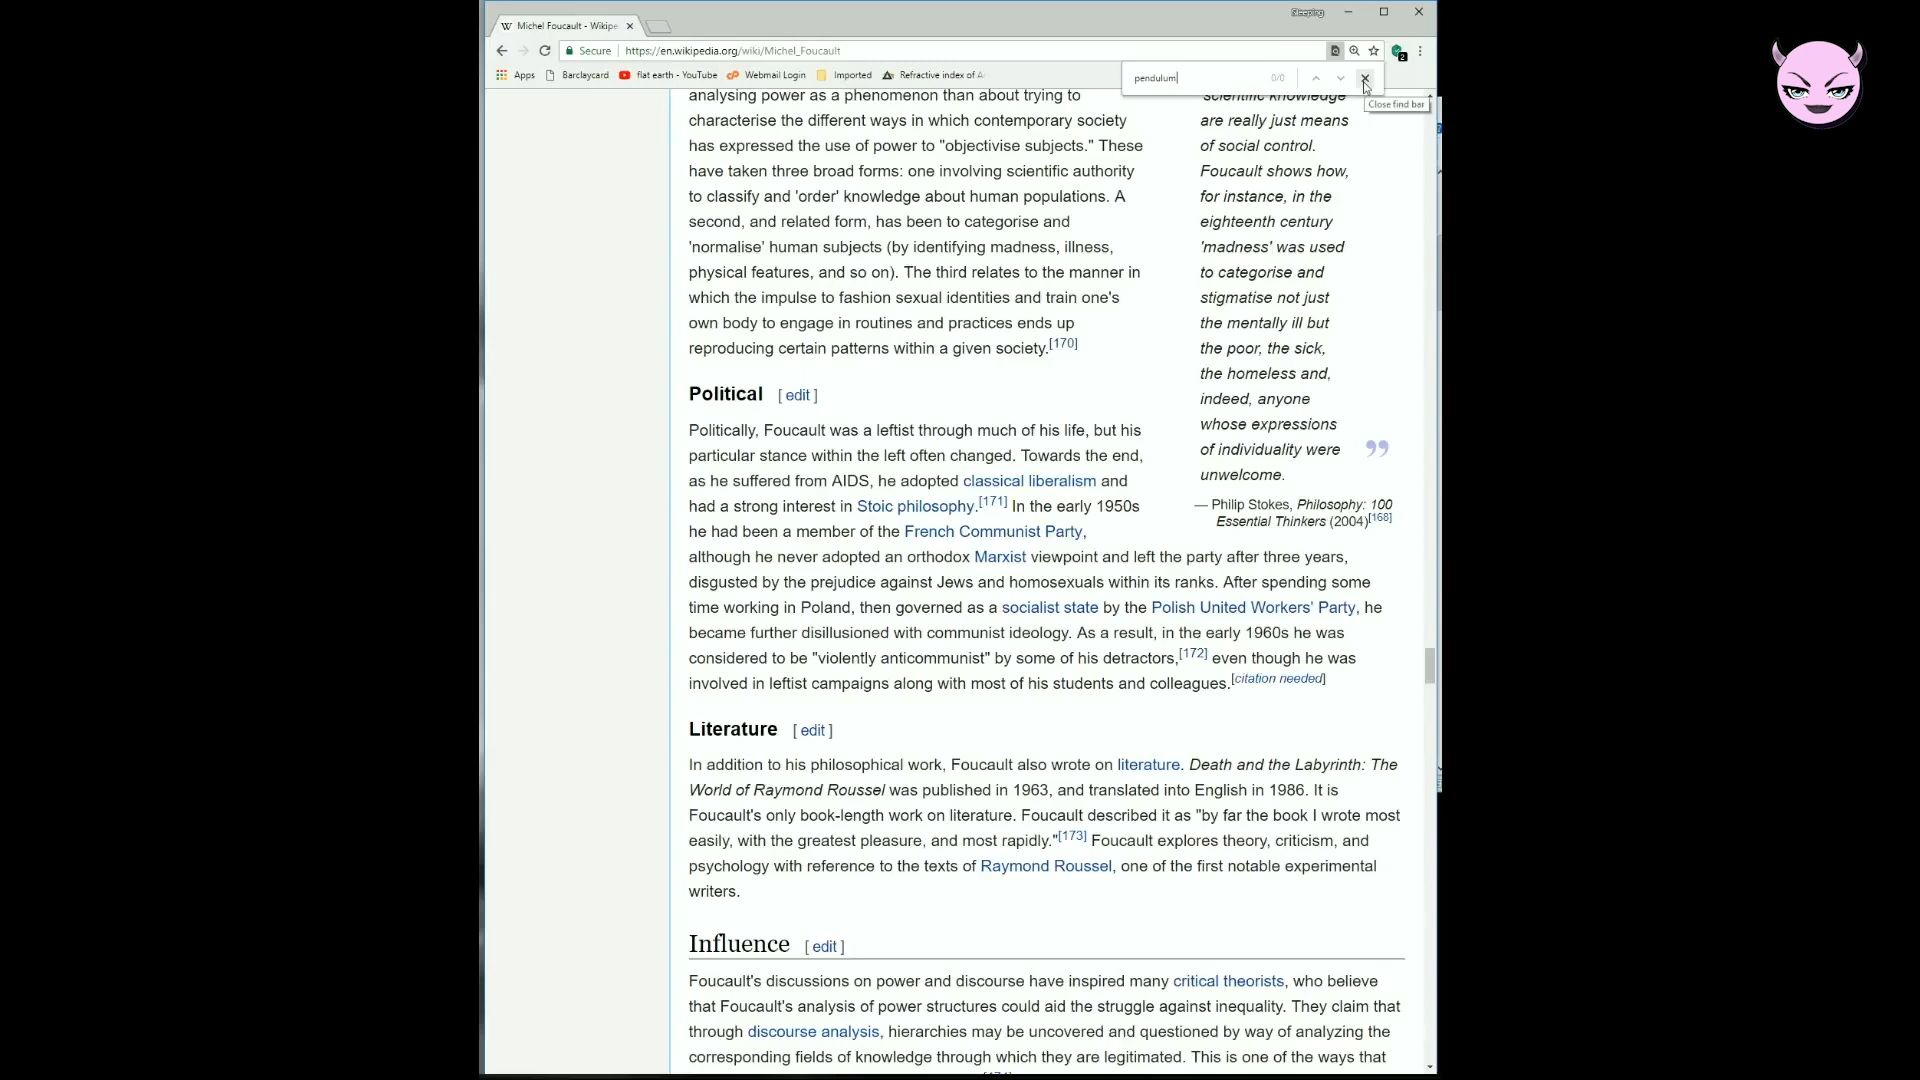 Sleeping
Michel Foucault - Wikipe
Secure
https://en.wikipedia.org/wiki/Michel_Foucault
2
Apps
Barclaycard
flat earth - YouTube
Webmail Login
Imported
Refractive index of A
pendulum
0/0
Close find bar
analysing power as a phenomenon than about trying to
characterise the different ways in which contemporary society
has expressed the use of power to "objectivise subjects." These
have taken three broad forms: one involving scientific authority
to classify and 'order' knowledge about human populations. A
second, and related form, has been to categorise and
'normalise' human subjects (by identifying madness, illness,
physical features, and so on). The third relates to the manner in
which the impulse to fashion sexual identities and train one's
own body to engage in routines and practices ends up
reproducing certain patterns within a given society.[170]
scientific knowledge
are really just means
of social control.
Foucault shows how,
for instance, in the
eighteenth century
'madness' was used
to categorise and
stigmatise not just
the mentally ill but
the poor, the sick,
the homeless and,
indeed, anyone
whose expressions
of individuality were
unwelcome.
”
— Philip Stokes, Philosophy: 100
Essential Thinkers (2004)[168]
Political [ edit ]
Politically, Foucault was a leftist through much of his life, but his
particular stance within the left often changed. Towards the end,
as he suffered from AIDS, he adopted classical liberalism and
had a strong interest in Stoic philosophy.[171] In the early 1950s
he had been a member of the French Communist Party,
although he never adopted an orthodox Marxist viewpoint and left the party after three years,
disgusted by the prejudice against Jews and homosexuals within its ranks. After spending some
time working in Poland, then governed as a socialist state by the Polish United Workers' Party, he
became further disillusioned with communist ideology. As a result, in the early 1960s he was
considered to be "violently anticommunist" by some of his detractors,[172] even though he was
involved in leftist campaigns along with most of his students and colleagues.[citation needed]
Literature [ edit ]
In addition to his philosophical work, Foucault also wrote on literature. Death and the Labyrinth: The
World of Raymond Roussel was published in 1963, and translated into English in 1986. It is
Foucault's only book-length work on literature. Foucault described it as "by far the book I wrote most
easily, with the greatest pleasure, and most rapidly."[173] Foucault explores theory, criticism, and
psychology with reference to the texts of Raymond Roussel, one of the first notable experimental
writers.
Influence [ edit ]
Foucault's discussions on power and discourse have inspired many critical theorists, who believe
that Foucault's analysis of power structures could aid the struggle against inequality. They claim that
through discourse analysis, hierarchies may be uncovered and questioned by way of analyzing the
corresponding fields of knowledge through which they are legitimated. This is one of the ways that